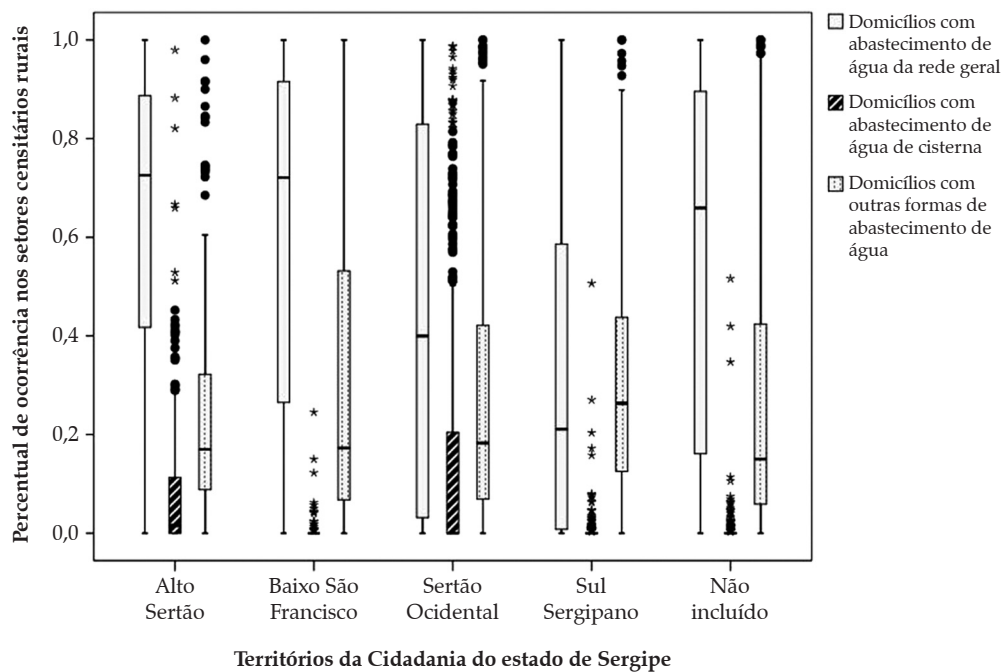 Percentual de ocorrência nos setores censitários rurais
1,0
0,8
0,6
0,4
0,2
0,0
Alto
Sertão
Baixo São
Francisco
Sertão
Ocidental
Sul
Sergipano
Não
incluído
Territórios da Cidadania do estado de Sergipe
Domicílios com
abastecimento de
água da rede geral
Domicílios com
abastecimento de
água de cisterna
Domicílios com
outras formas de
abastecimento de
água